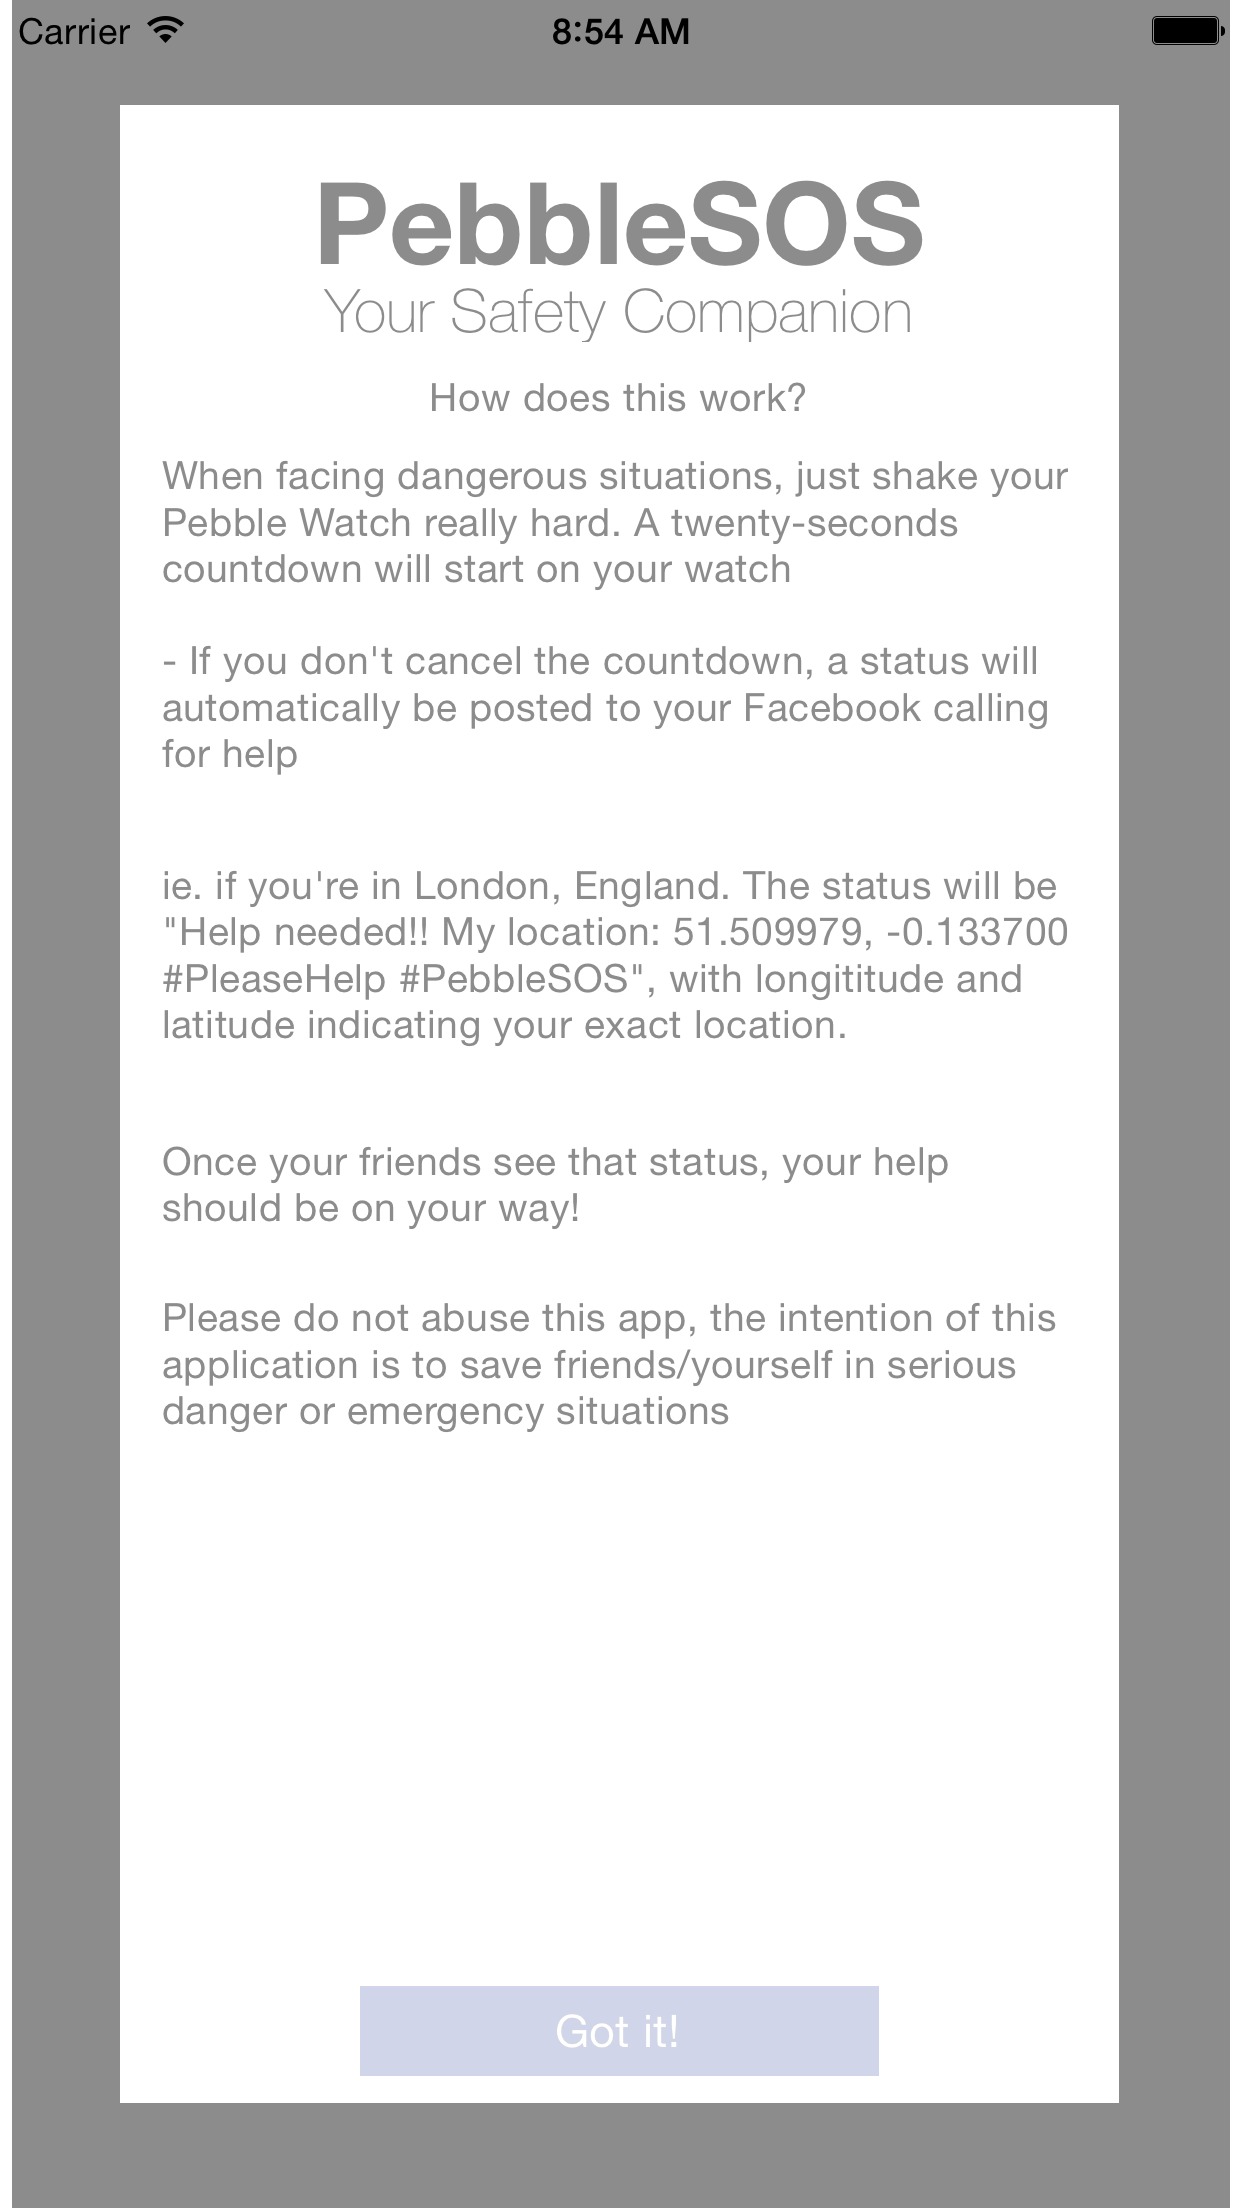 Carrier 8:54 AM
PebbleSOS
Your Safety Companion
How does this work?
When facing dangerous situations, just shake your
Pebble Watch really hard. A twenty-seconds
countdown will start on your watch
- If you don't cancel the countdown, a status will
automatically be posted to your Facebook calling
for help
ie. if you're in London, England. The status will be
"Help needed!! My location: 51.509979, -0.133700
#PleaseHelp #PebbleSOS", with longititude and
latitude indicating your exact location.
Once your friends see that status, your help
should be on your way!
Please do not abuse this app, the intention of this
application is to save friends/yourself in serious
danger or emergency situations
Got it!